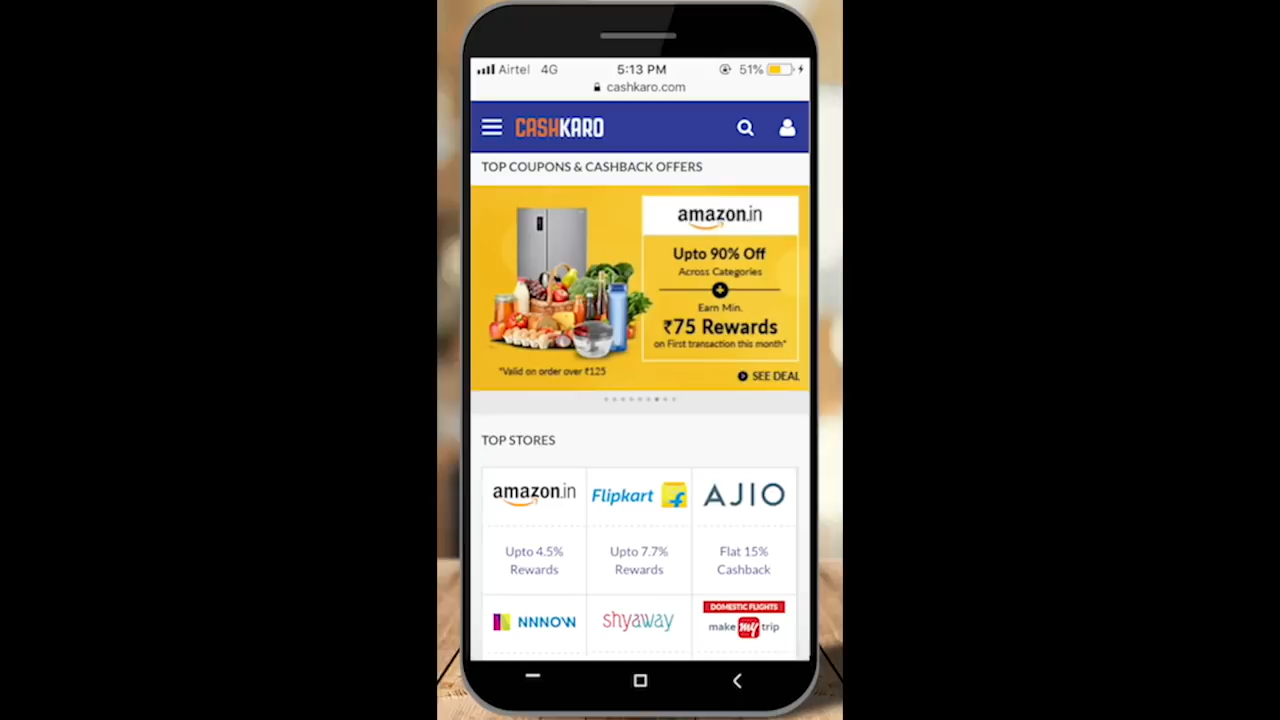 Airtel 4G 5:13 PM 51%
cashkaro.com
CASHKARO
TOP COUPONS & CASHBACK OFFERS
amazon.in
Upto 90% Off
Across Categories
Earn Min.
₹75 Rewards
on First transaction this month*
*Valid on order over ₹125
SEE DEAL
TOP STORES
amazon.in Flipkart AJIO
Upto 4.5% Upto 7.7% Flat 15%
Rewards Rewards Cashback
DOMESTIC FLIGHTS
NNNOW shyaway make my trip